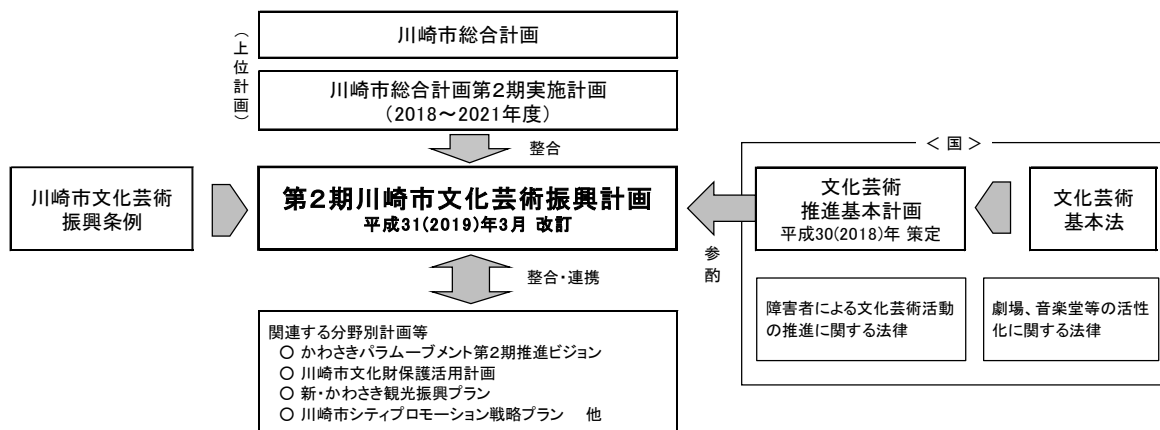 （上位計画）
川崎市総合計画
川崎市総合計画第２期実施計画
（2018～2021年度）
整合
＜ 国 ＞
川崎市文化芸術
振興条例
第２期川崎市文化芸術振興計画
平成31(2019)年3月 改訂
参酌
文化芸術
推進基本計画
平成30(2018)年 策定
文化芸術
基本法
整合・連携
障害者による文化芸術活動
の推進に関する法律
劇場、音楽堂等の活性
化に関する法律
関連する分野別計画等
○ かわさきパラムーブメント第２期推進ビジョン
○ 川崎市文化財保護活用計画
○ 新・かわさき観光振興プラン
○ 川崎市シティプロモーション戦略プラン　他